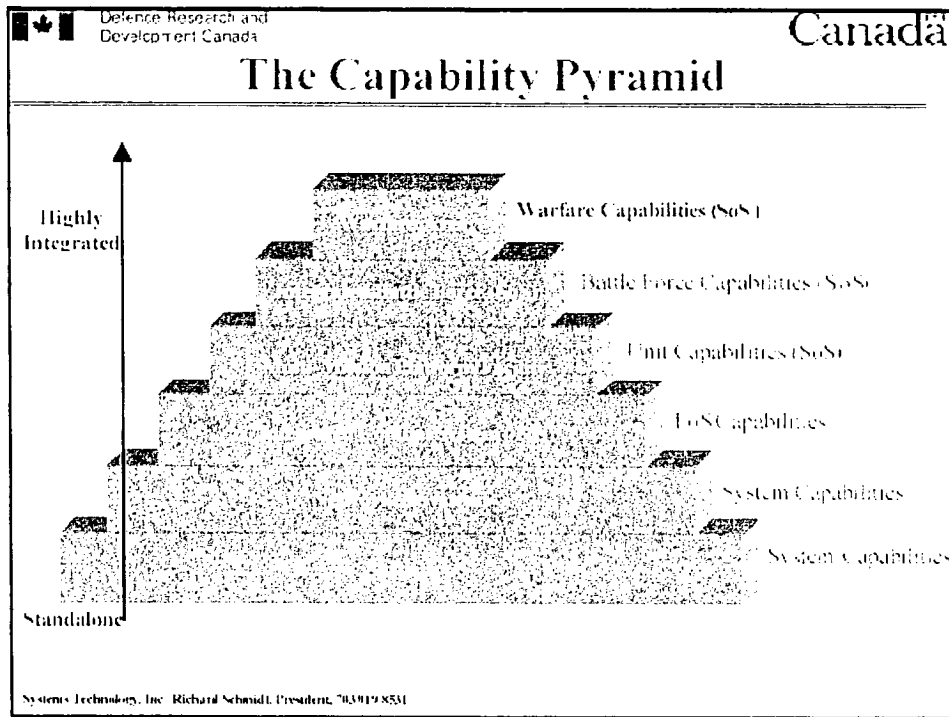 Defence Research and
Development Canada
Canada
The Capability Pyramid
Highly
Integrated
Warfare Capabilities (SoS)
Battle Force Capabilities (SoS)
Unit Capabilities (SoS)
FoS Capabilities
System Capabilities
System Capabilities
Standalone
Systems Technology, Inc. Richard Schmidt, President,